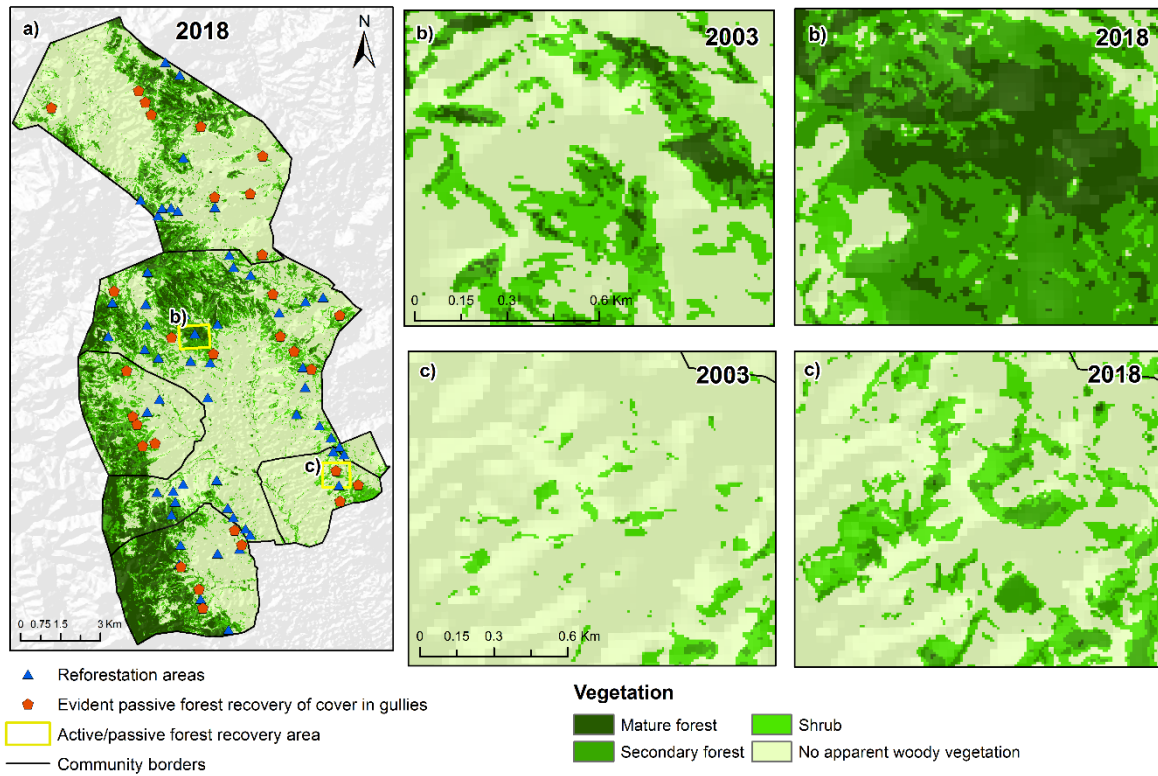 a)
2018
N
b)
c)
0 0.75 1.5 3 Km
b)
2003
0 0.15 0.3 0.6 Km
b)
2018
c)
2003
0 0.15 0.3 0.6 Km
c)
2018
Reforestation areas
Evident passive forest recovery of cover in gullies
Active/passive forest recovery area
Community borders
Vegetation
Mature forest
Shrub
Secondary forest
No apparent woody vegetation